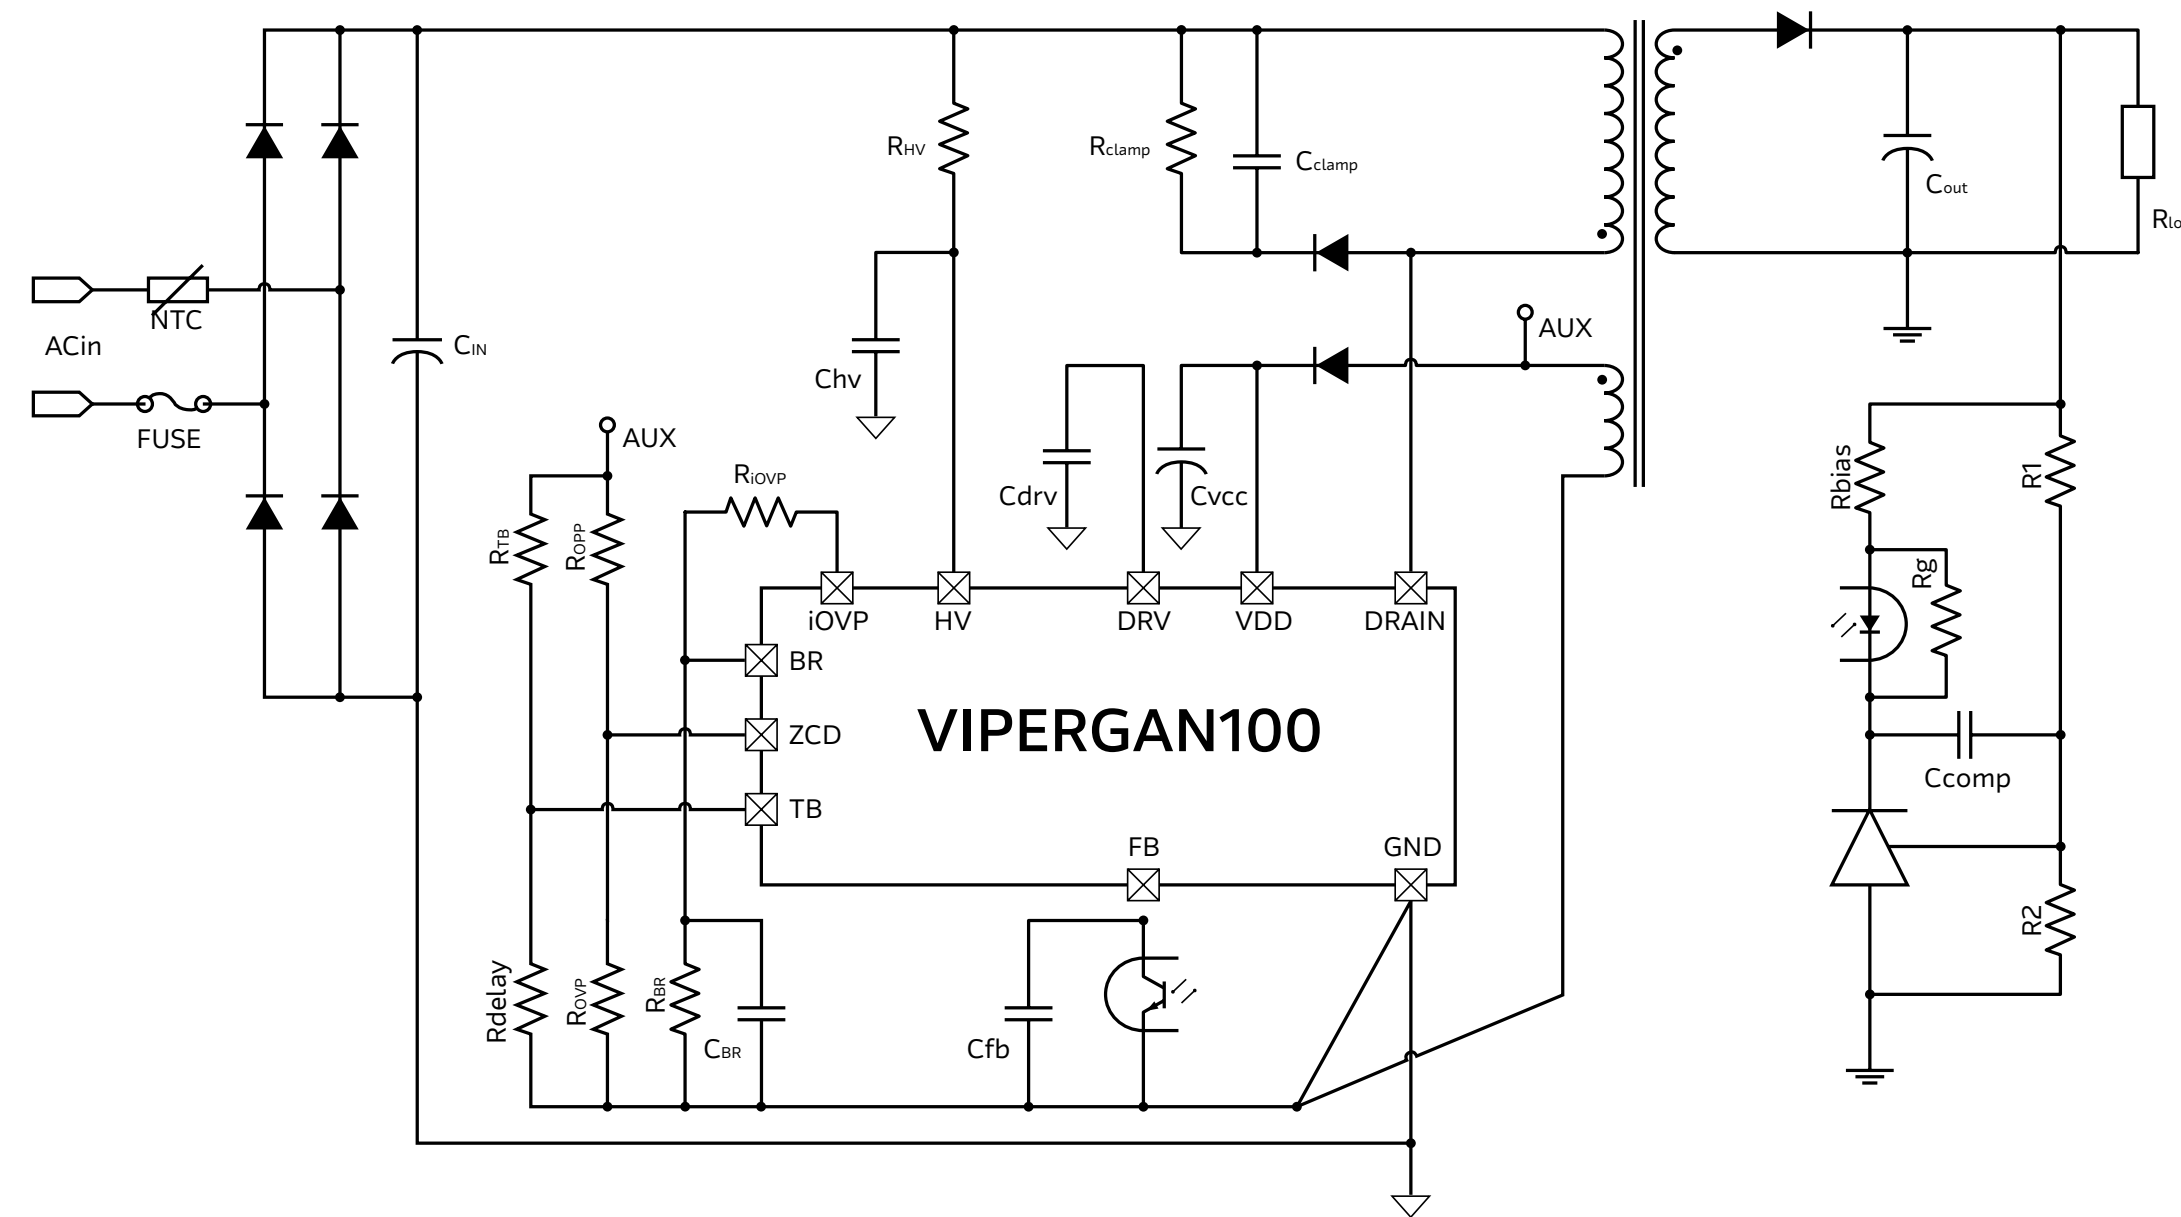 RHV
Rclamp
Cclamp
Cout
Rlo
NTC
ACin
CIN
FUSE
Chv
AUX
AUX
RiOVP
Cdrv
Cvcc
RTB
ROPP
Rbias
R1
Rg
iOVP
HV
DRV
VDD
DRAIN
BR
ZCD
TB
VIPERGAN100
Ccomp
FB
GND
R2
Rdelay
ROVP
RBR
CBR
Cfb